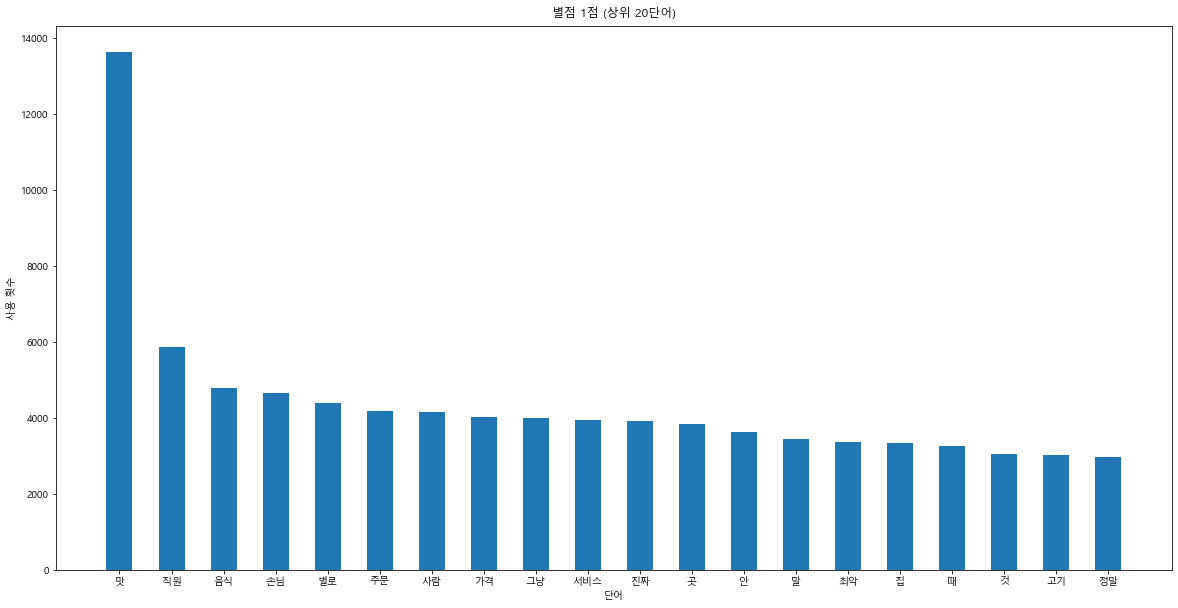 별점 1점 (상위 20단어)
14000
12000
10000
8000
6000
4000
2000
0
사용 횟수
맛 직원 음식 손님 별로 주문 사람 가격 그냥 서비스 진짜 곳 안 말 최악 집 때 것 고기 정말
단어